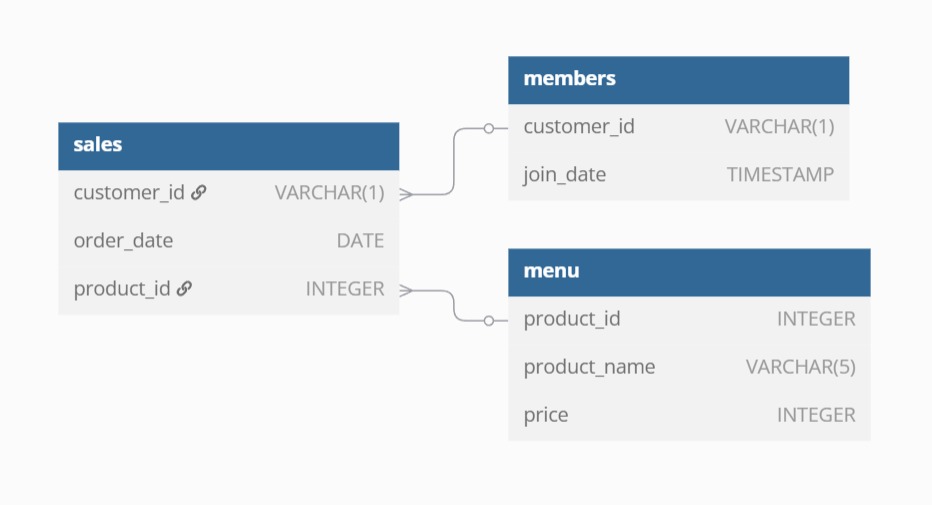 sales
customer_id VARCHAR(1)
order_date DATE
product_id INTEGER
members
customer_id VARCHAR(1)
join_date TIMESTAMP
menu
product_id INTEGER
product_name VARCHAR(5)
price INTEGER